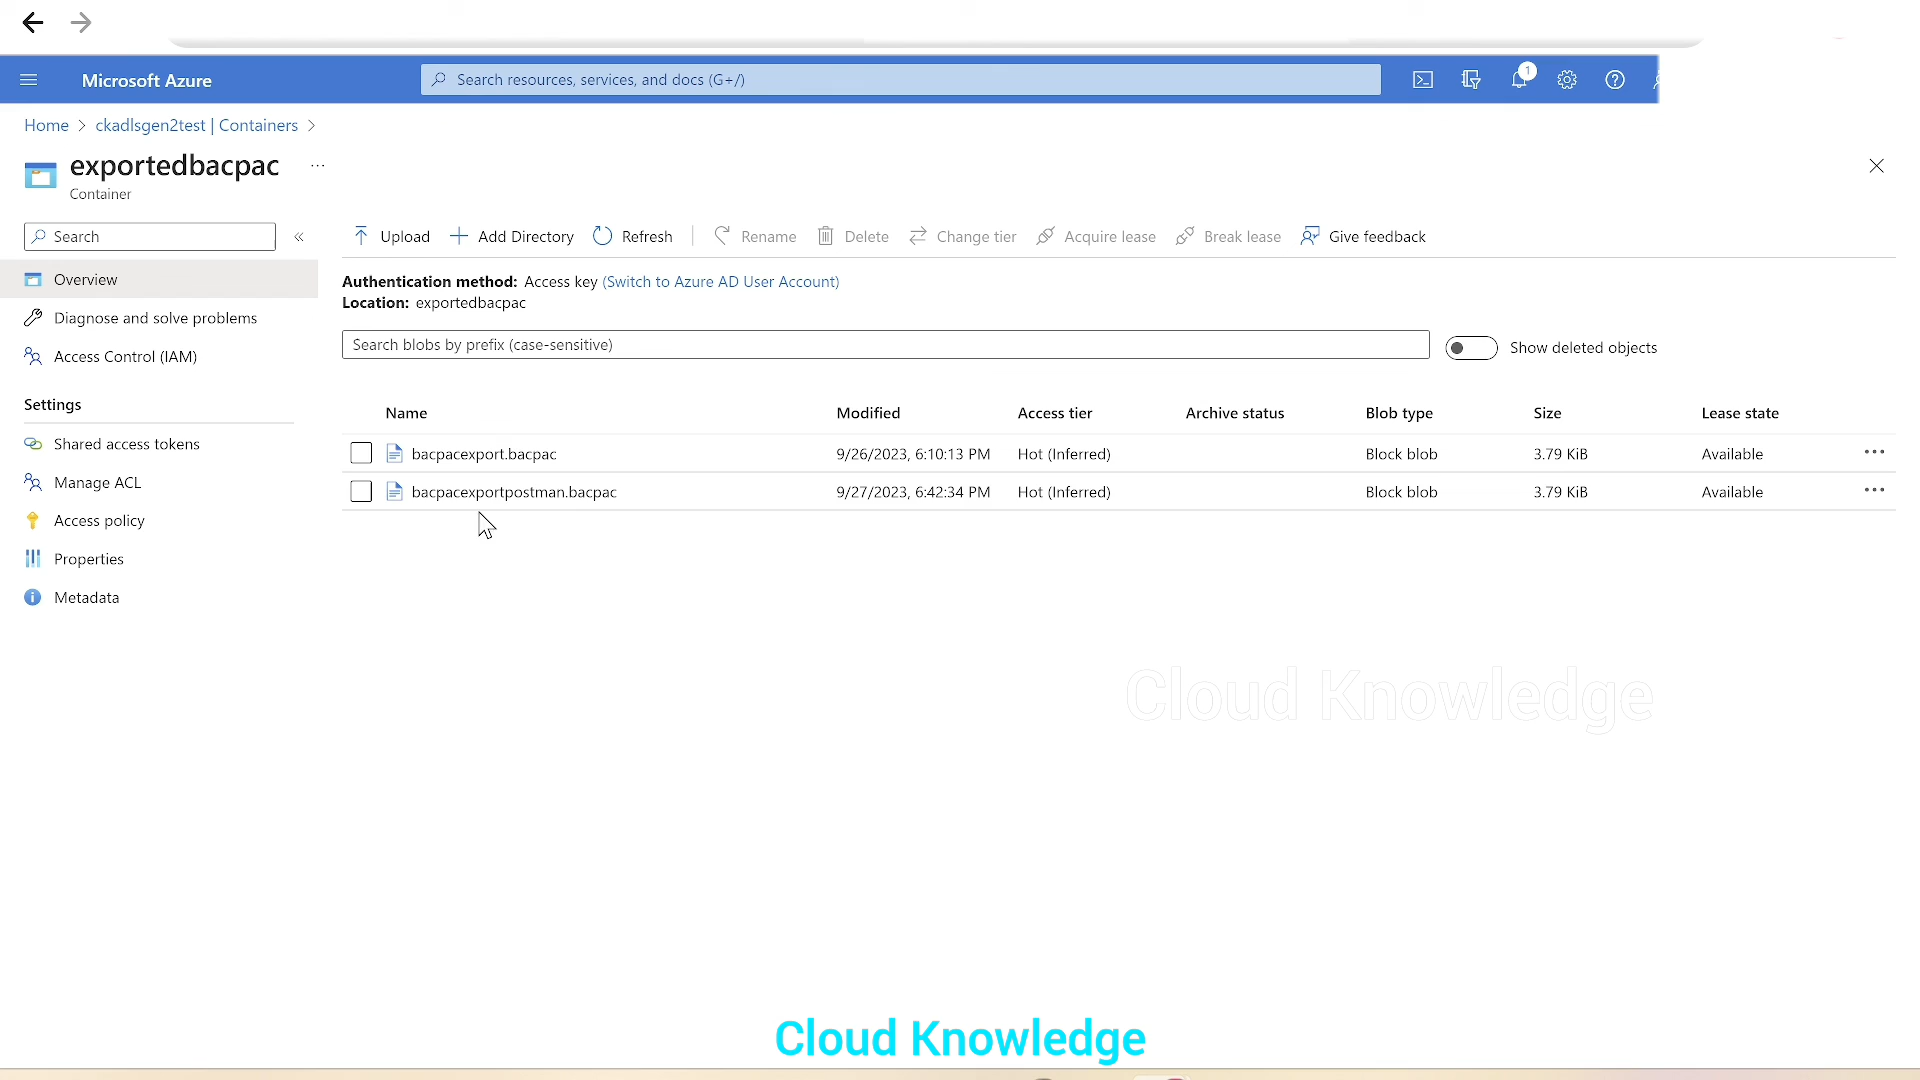 Microsoft Azure
Search resources, services, and docs (G+/)
1
Home > ckadlsgen2test | Containers >
exportedbacpac ...
Container
Search «
Upload + Add Directory Refresh Rename Delete Change tier Acquire lease Break lease Give feedback
Overview
Diagnose and solve problems
Access Control (IAM)
Settings
Shared access tokens
Manage ACL
Access policy
Properties
Metadata
Authentication method: Access key (Switch to Azure AD User Account)
Location: exportedbacpac
Search blobs by prefix (case-sensitive) Show deleted objects
Name Modified Access tier Archive status Blob type Size Lease state
bacpacexport.bacpac 9/26/2023, 6:10:13 PM Hot (Inferred) Block blob 3.79 KiB Available ...
bacpacexportpostman.bacpac 9/27/2023, 6:42:34 PM Hot (Inferred) Block blob 3.79 KiB Available ...
Cloud Knowledge
Cloud Knowledge